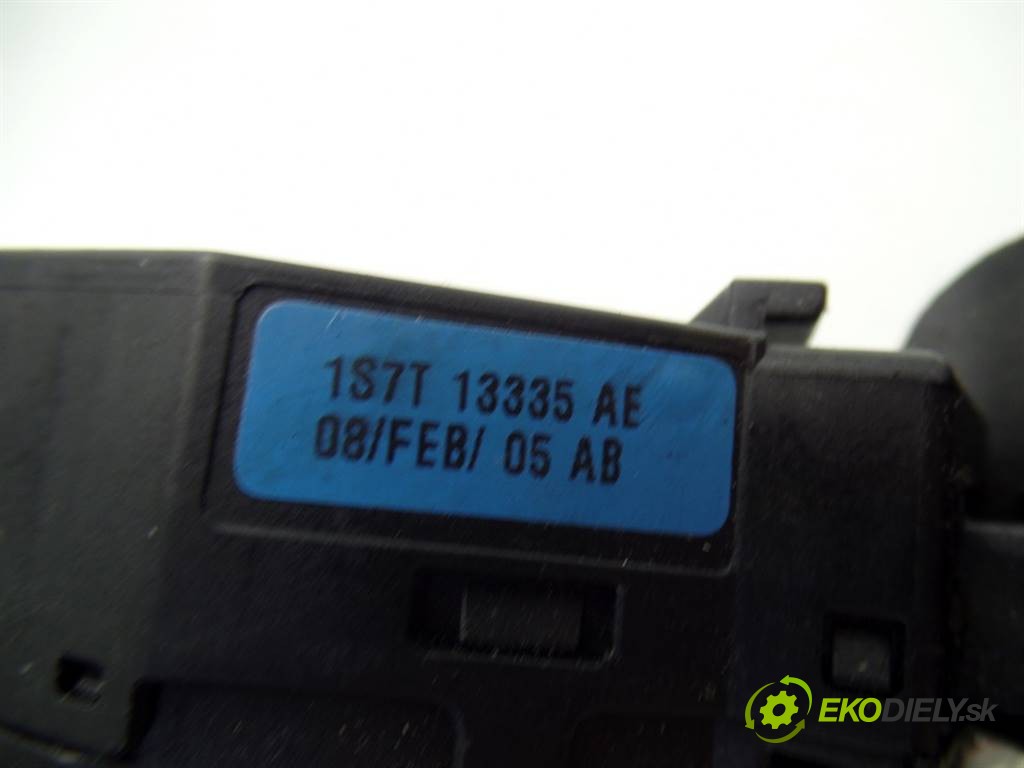 1S7T 13335 AE
08/FEB/ 05 AB
EKODIELY.sk